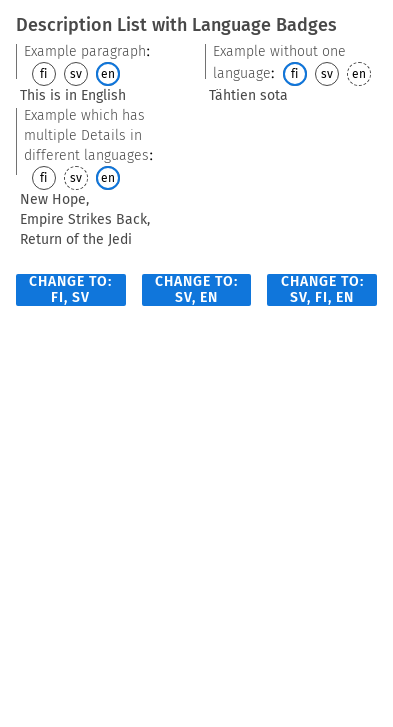 Description List with Language Badges
Example paragraph:
fi sv en
This is in English
Example without one
language: fi sv en
Tähtien sota
Example which has
multiple Details in
different languages:
fi sv en
New Hope,
Empire Strikes Back,
Return of the Jedi
CHANGE TO:
FI, SV
CHANGE TO:
SV, EN
CHANGE TO:
SV, FI, EN